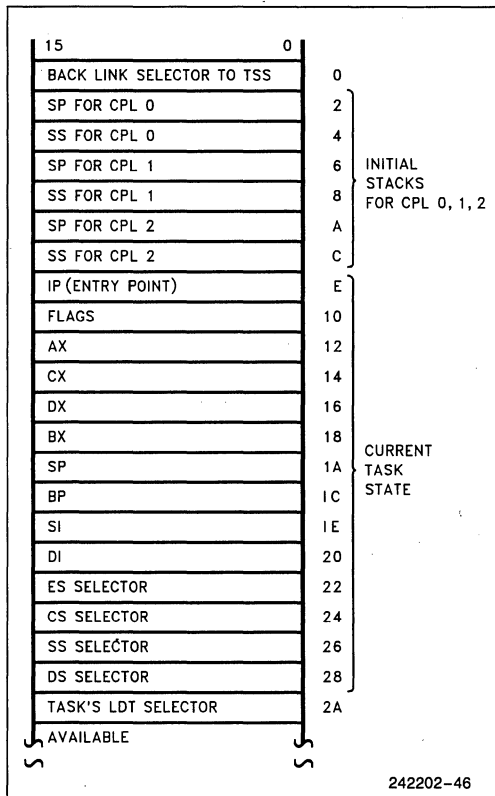 15 0
BACK LINK SELECTOR TO TSS 0
SP FOR CPL 0 2
SS FOR CPL 0 4
SP FOR CPL 1 6
SS FOR CPL 1 8
SP FOR CPL 2 A
SS FOR CPL 2 C
INITIAL
STACKS
FOR CPL 0, 1, 2
IP (ENTRY POINT) E
FLAGS 10
AX 12
CX 14
DX 16
BX 18
SP 1A
BP IC
SI IE
DI 20
ES SELECTOR 22
CS SELECTOR 24
SS SELECTOR 26
DS SELECTOR 28
CURRENT
TASK
STATE
TASK'S LDT SELECTOR 2A
AVAILABLE
242202-46